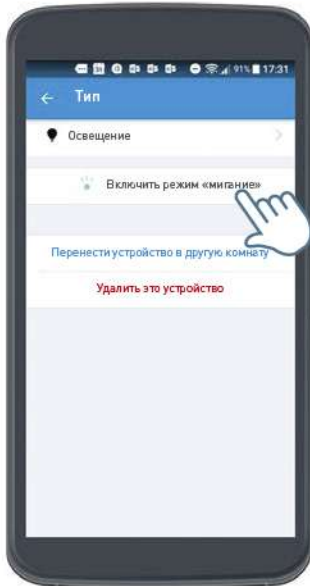 91% 17:31
← Тип
Освещение
Включить режим «мигание»
Перенести устройство в другую комнату
Удалить это устройство